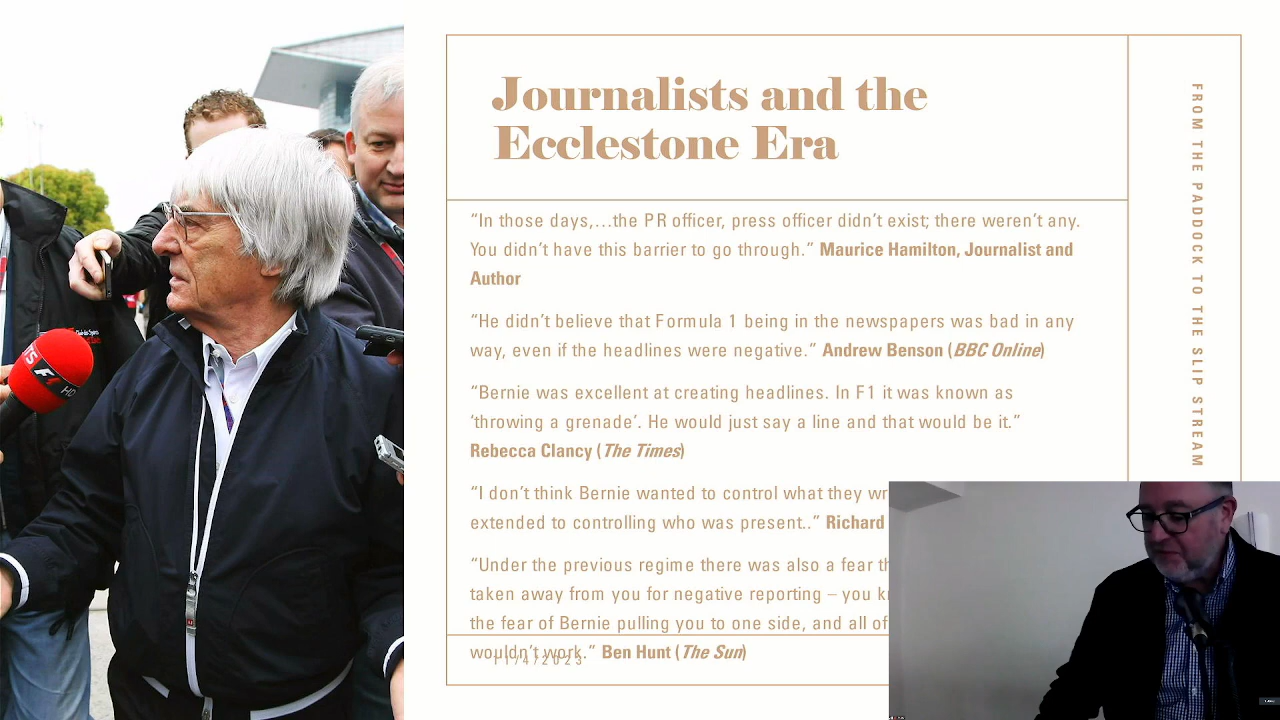 Journalists and the
Ecclestone Era
“In those days,…the PR officer, press officer didn’t exist; there weren’t any.
You didn’t have this barrier to go through.” Maurice Hamilton, Journalist and
Author
“He didn’t believe that Formula 1 being in the newspapers was bad in any
way, even if the headlines were negative.” Andrew Benson (BBC Online)
“Bernie was excellent at creating headlines. In F1 it was known as
‘throwing a grenade’. He would just say a line and that would be it.”
Rebecca Clancy (The Times)
“I don’t think Bernie wanted to control what they
extended to controlling who was present..” Richard
“Under the previous regime there was also a fear
taken away from you for negative reporting – you
the fear of Bernie pulling you to one side, and all of
wouldn’t work.” Ben Hunt (The Sun)
FROM THE PADDOCK TO THE SLIP STREAM
F1
HD